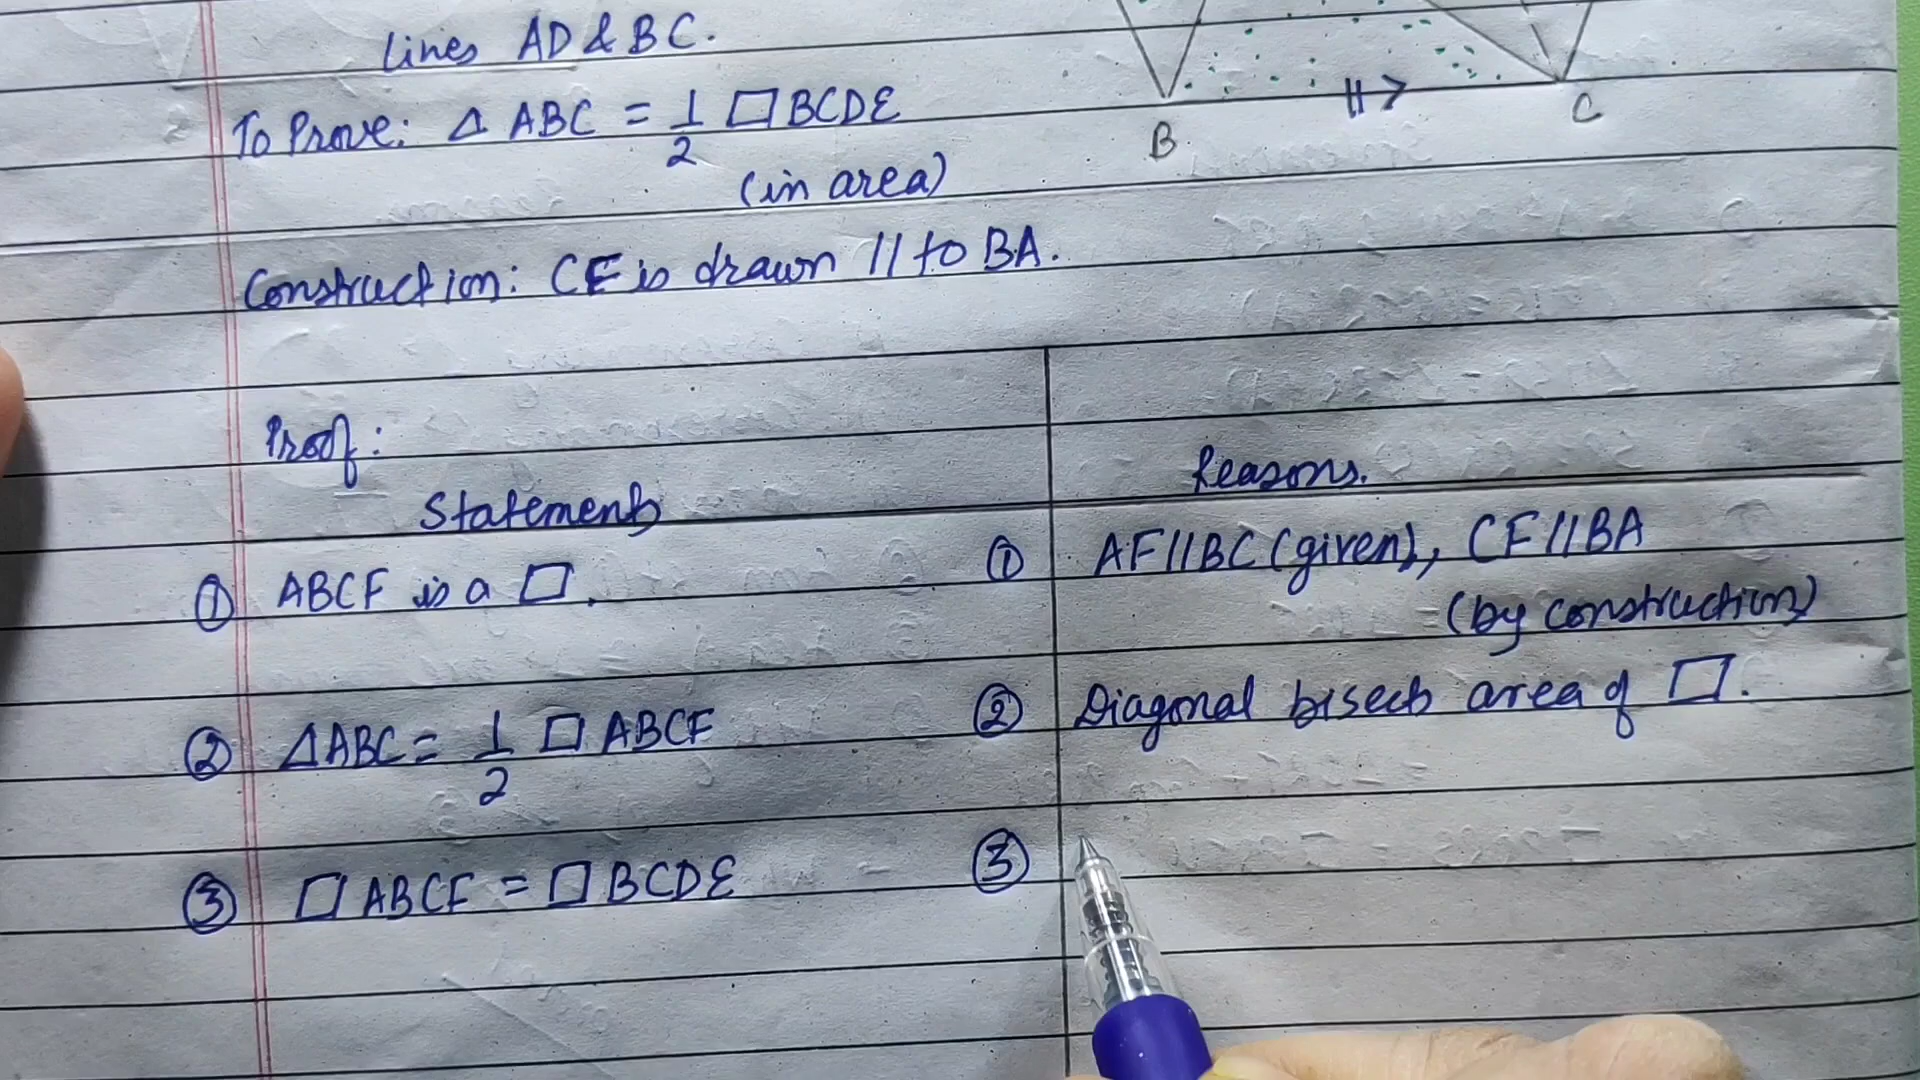 lines AD & BC.
To Prove: △ ABC = 1/2 ▱ BCDE
(in area)
B
C
Construction: CF is drawn // to BA.
Proof:
Statements
Reasons.
① ABCF is a ▱.
① AF//BC (given), CF//BA
(by construction)
② △ABC = 1/2 ▱ ABCF
② Diagonal bisects area of ▱.
③ ▱ ABCF = ▱ BCDE
③